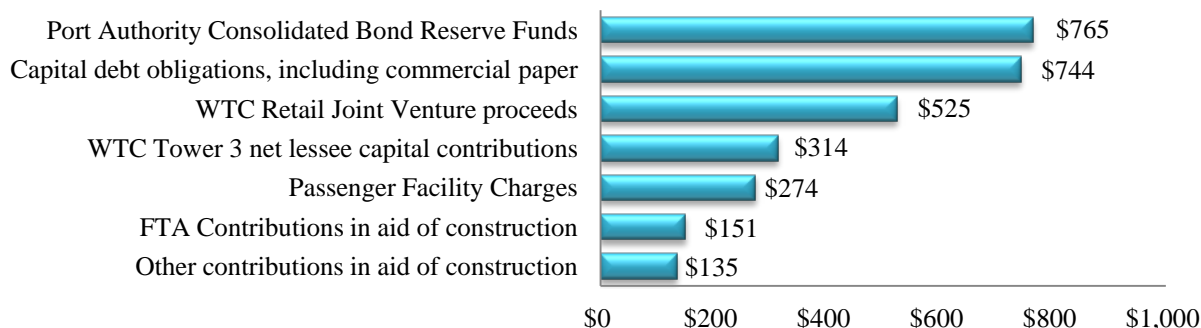 Port Authority Consolidated Bond Reserve Funds $765
Capital debt obligations, including commercial paper $744
WTC Retail Joint Venture proceeds $525
WTC Tower 3 net lessee capital contributions $314
Passenger Facility Charges $274
FTA Contributions in aid of construction $151
Other contributions in aid of construction $135
$0 $200 $400 $600 $800 $1,000